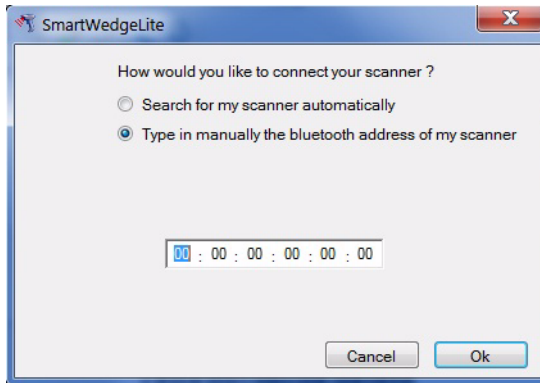 SmartWedgeLite
How would you like to connect your scanner ?
Search for my scanner automatically
Type in manually the bluetooth address of my scanner
00 : 00 : 00 : 00 : 00 : 00
Cancel Ok